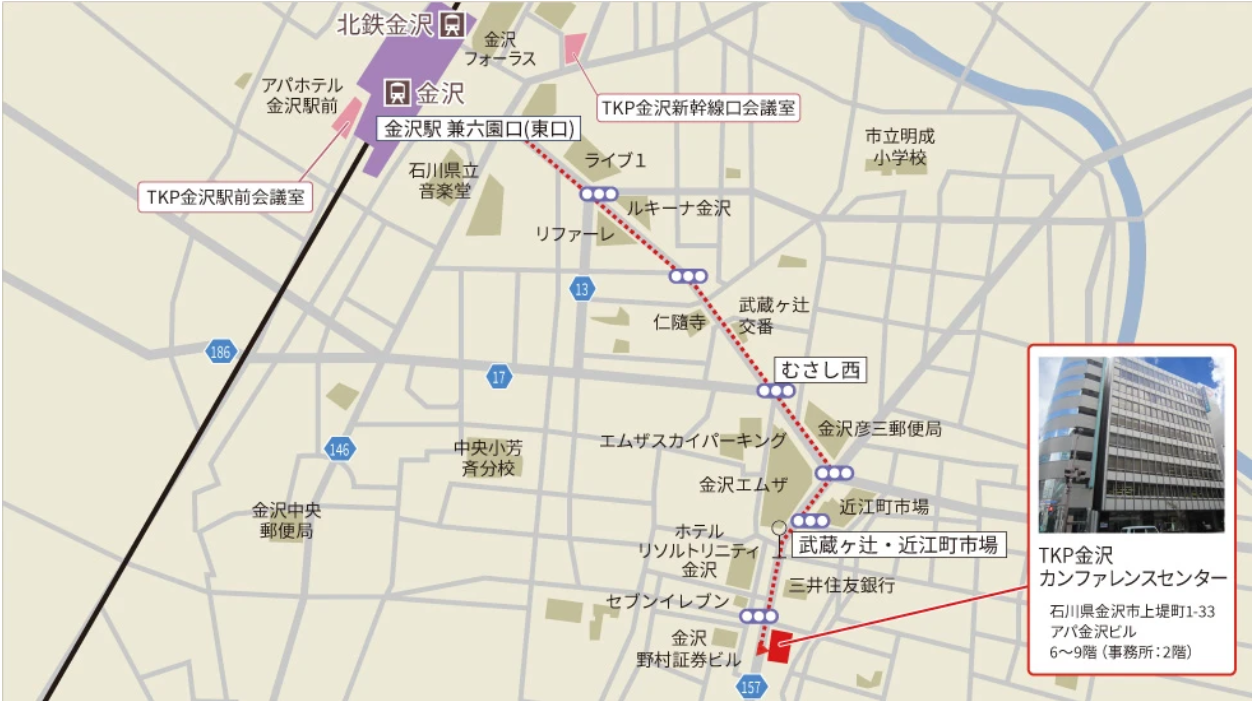 北鉄金沢
金沢
フォーラス
アパホテル
金沢駅前
金沢
TKP金沢新幹線口会議室
金沢駅 兼六園口(東口)
市立明成
小学校
ライブ1
石川県立
音楽堂
TKP金沢駅前会議室
ルキーナ金沢
リファーレ
13
武蔵ヶ辻
交番
仁随寺
186
むさし西
17
金沢彦三郵便局
エムザスカイパーキング
146
中央小芳
斉分校
金沢エムザ
近江町市場
金沢中央
郵便局
ホテル
リソルトリニティ
金沢
武蔵ヶ辻・近江町市場
三井住友銀行
セブンイレブン
金沢
野村証券ビル
157
TKP金沢
カンファレンスセンター
石川県金沢市上堤町1-33
アパ金沢ビル
6〜9階（事務所：2階）